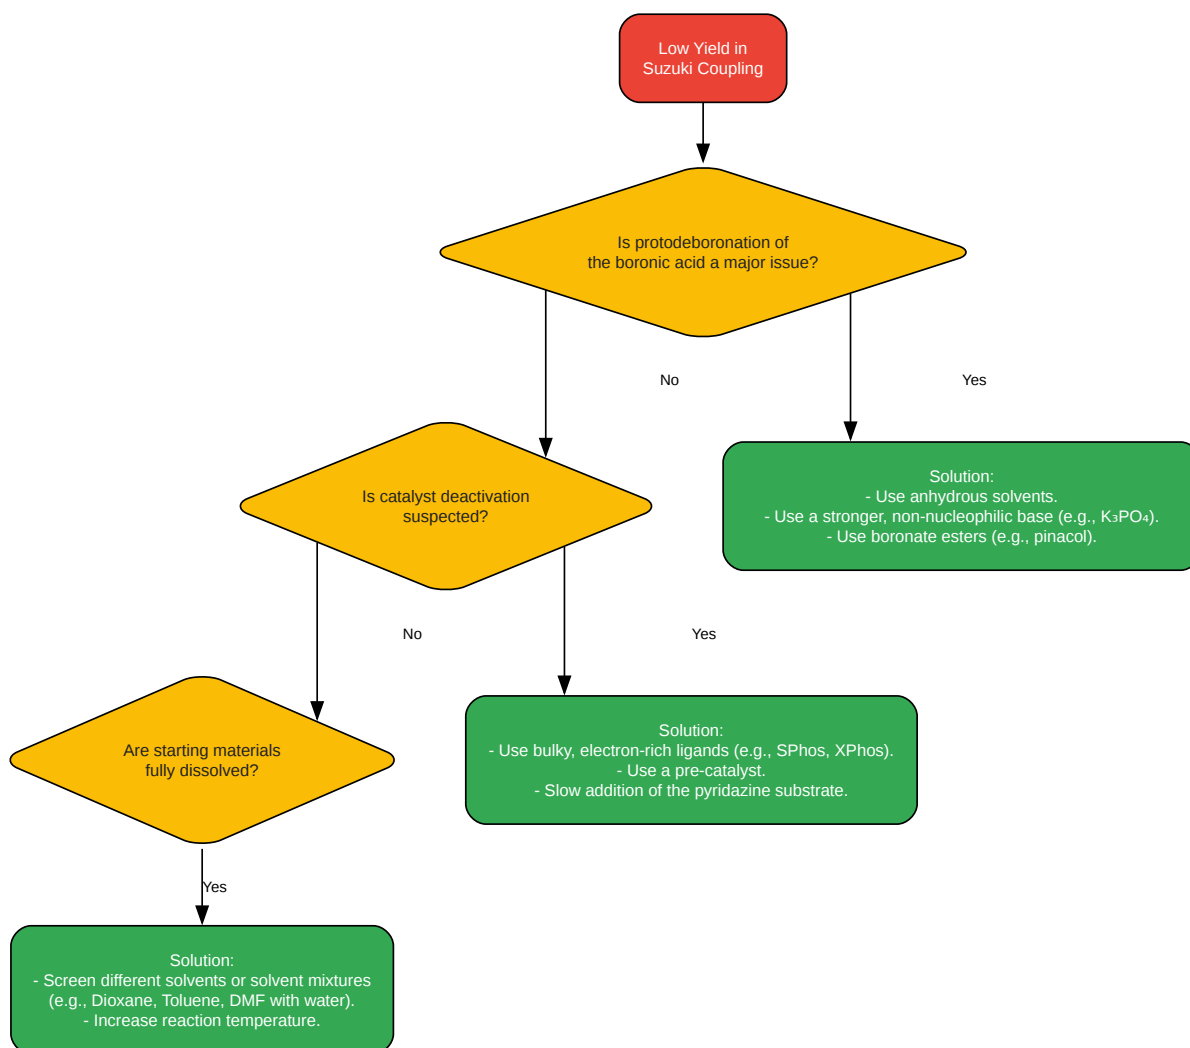 Low Yield in
Suzuki Coupling
Is protodeboronation of
the boronic acid a major issue?
No
Yes
Is catalyst deactivation
suspected?
Solution:
- Use anhydrous solvents.
- Use a stronger, non-nucleophilic base (e.g., K₃PO₄).
- Use boronate esters (e.g., pinacol).
No
Yes
Are starting materials
fully dissolved?
Solution:
- Use bulky, electron-rich ligands (e.g., SPhos, XPhos).
- Use a pre-catalyst.
- Slow addition of the pyridazine substrate.
Yes
Solution:
- Screen different solvents or solvent mixtures
(e.g., Dioxane, Toluene, DMF with water).
- Increase reaction temperature.